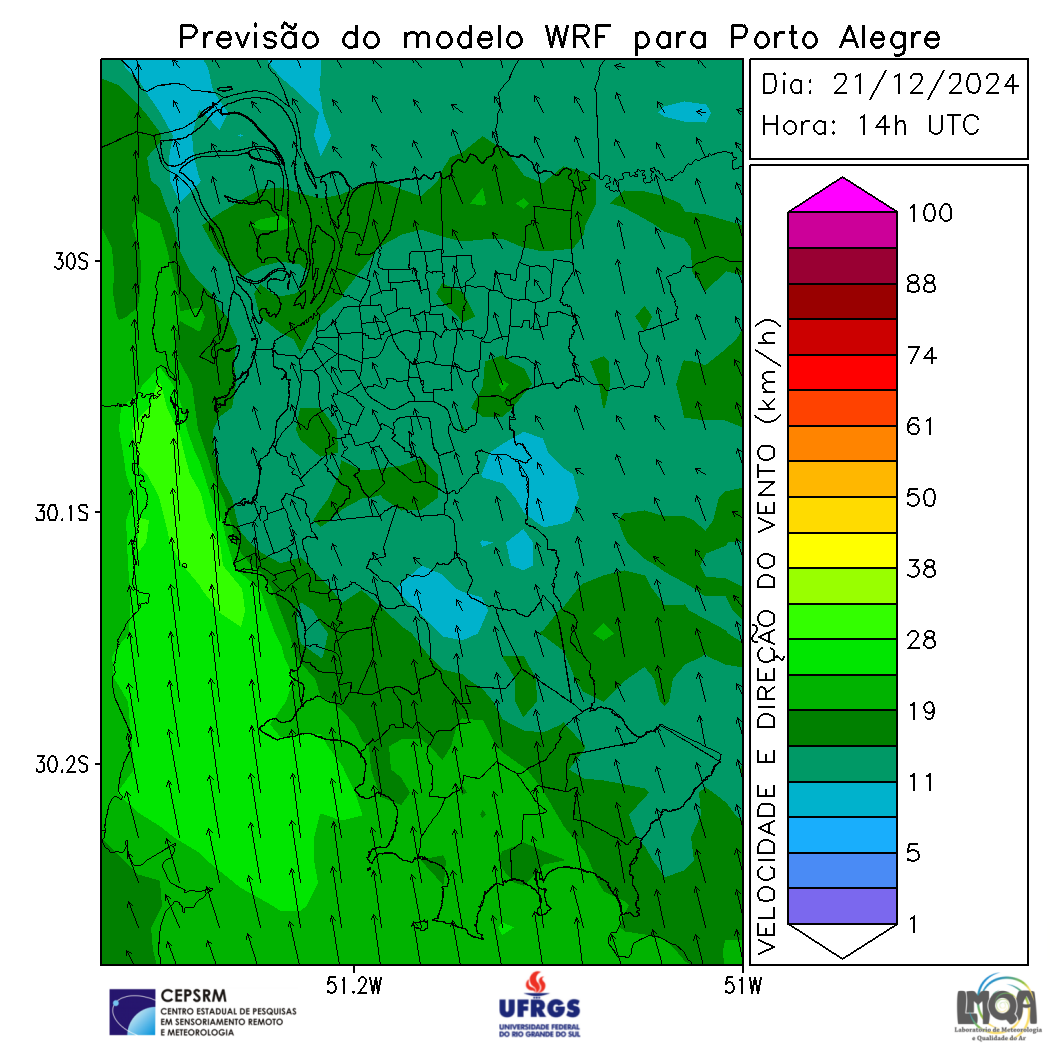 Previsão do modelo WRF para Porto Alegre
Dia: 21/12/2024
Hora: 14h UTC
30S
30.1S
30.2S
51.2W
51W
VELOCIDADE E DIREÇÃO DO VENTO (km/h)
100
88
74
61
50
38
28
19
11
5
1
CEPSRM
CENTRO ESTADUAL DE PESQUISAS
EM SENSORIAMENTO REMOTO
E METEOROLOGIA
UFRGS
UNIVERSIDADE FEDERAL
DO RIO GRANDE DO SUL
LMQA
Laboratório de Meteorologia
e Qualidade do Ar